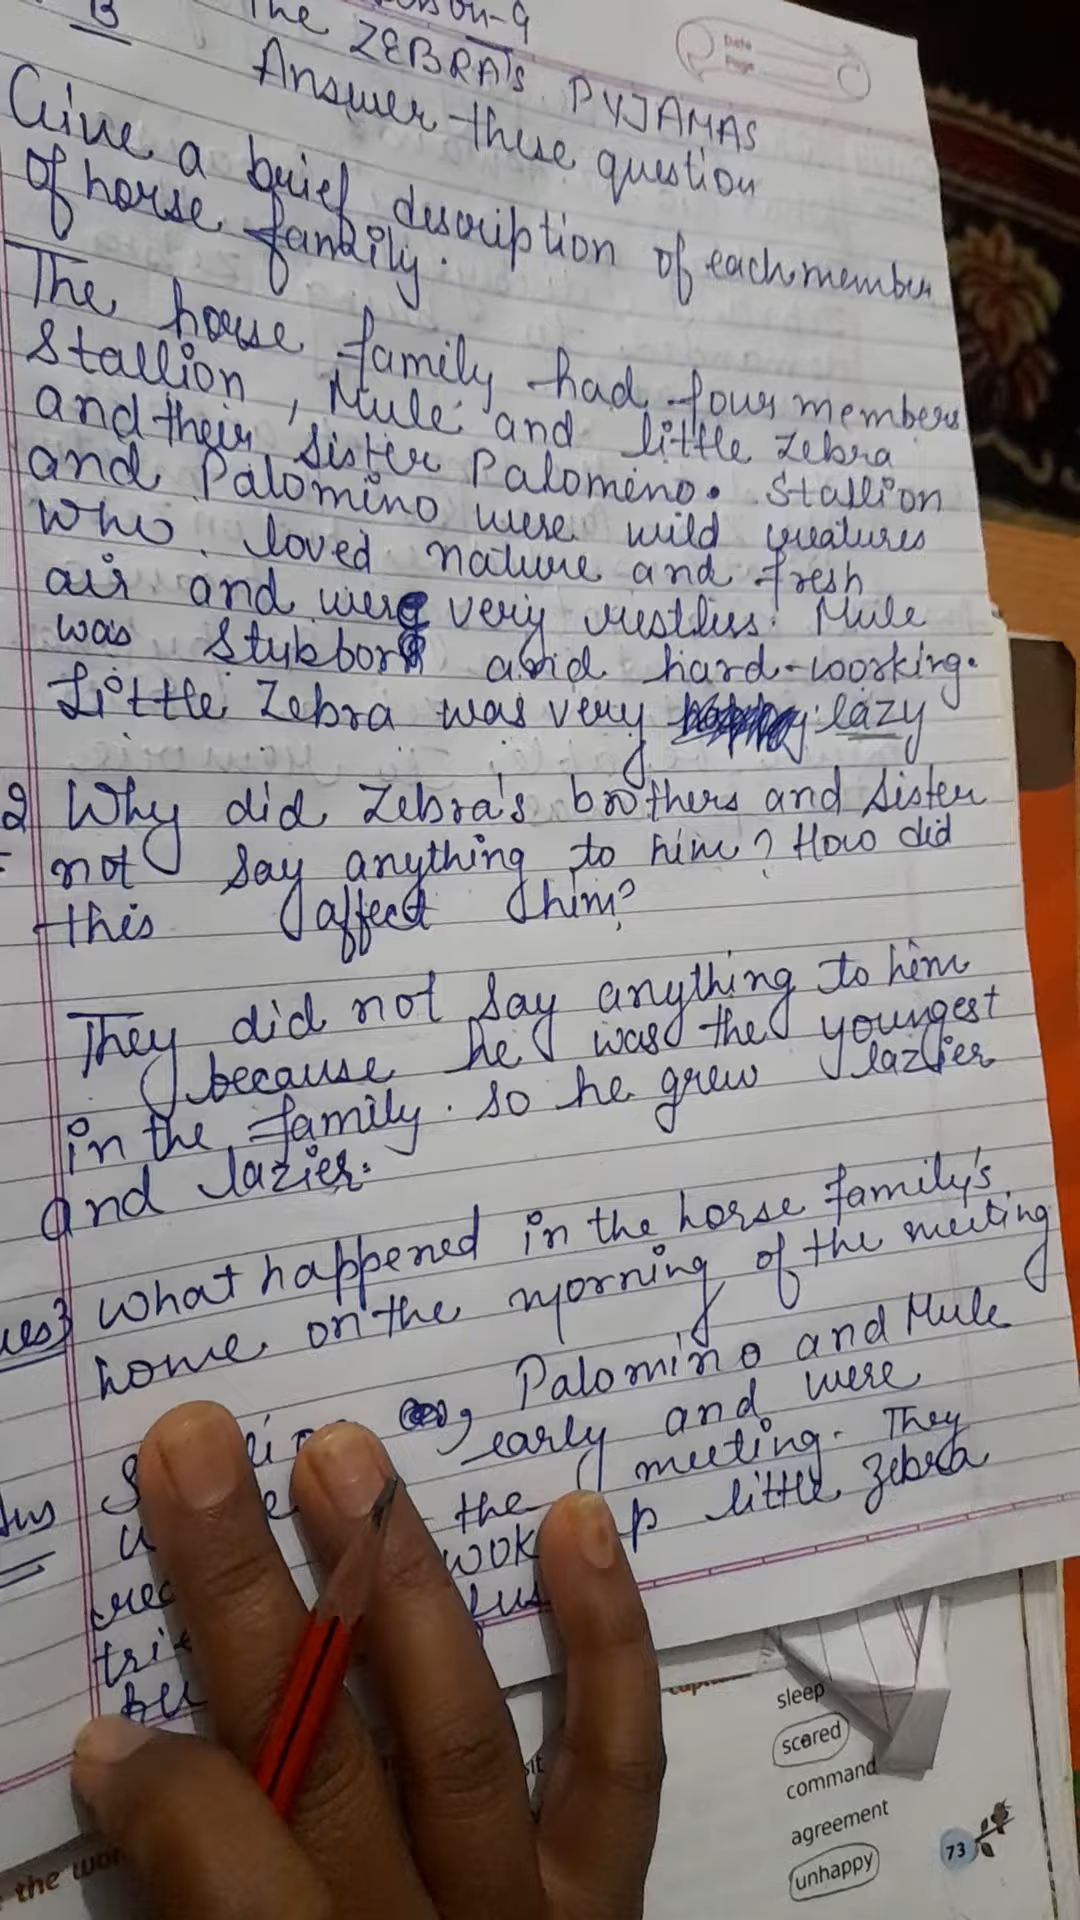 B
The ZEBRA's PYJAMAS
Date
Page
Answer these question
Give a brief description of each member
of horse family.
The horse family had four members
Stallion, Mule and little Zebra
and their sister Palomino. Stallion
and Palomino were wild creatures
who loved nature and fresh
air and were very restless. Mule
was stubborn and hard-working.
Little Zebra was very lazy
2 Why did Zebra's brothers and sister
not say anything to him? How did
this affect him?
They did not say anything to him
because he was the youngest
in the family. so he grew lazier
and lazier.
What happened in the horse family's
home on the morning of the meeting
Palomino and Mule
Ans early and were
the meeting. They
little zebra
sleep
scared
command
agreement
unhappy
73
the